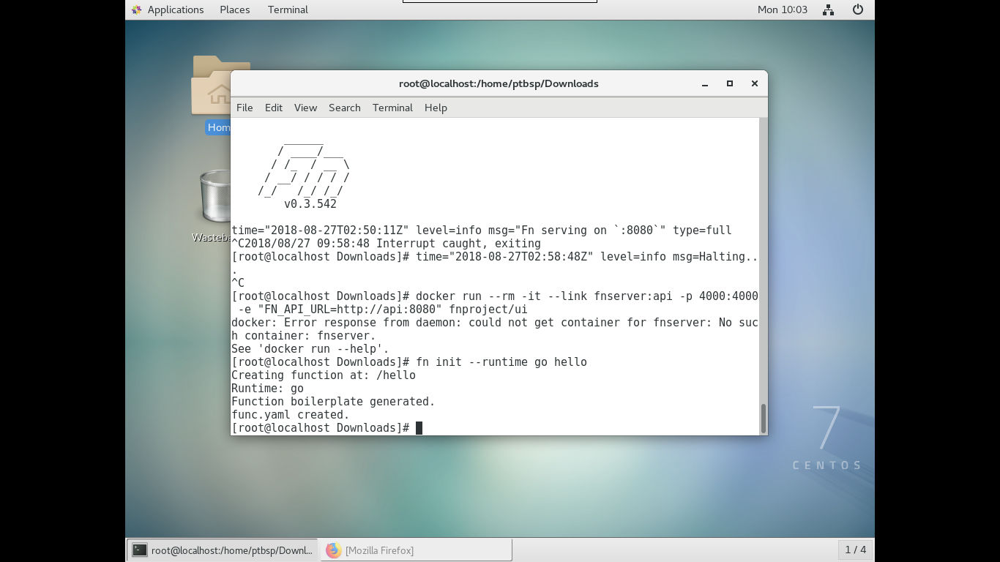 Applications Places Terminal Mon 10:03
root@localhost:/home/ptbsp/Downloads
File Edit View Search Terminal Help
        ______
       / ____/___
      / /_  / __ \
     / __/ / / / /
    /_/   /_/ /_/
        v0.3.542
time="2018-08-27T02:50:11Z" level=info msg="Fn serving on `:8080`" type=full
^C2018/08/27 09:58:48 Interrupt caught, exiting
[root@localhost Downloads]# time="2018-08-27T02:58:48Z" level=info msg=Halting..
.
^C
[root@localhost Downloads]# docker run --rm -it --link fnserver:api -p 4000:4000
 -e "FN_API_URL=http://api:8080" fnproject/ui
docker: Error response from daemon: could not get container for fnserver: No suc
h container: fnserver.
See 'docker run --help'.
[root@localhost Downloads]# fn init --runtime go hello
Creating function at: /hello
Runtime: go
Function boilerplate generated.
func.yaml created.
[root@localhost Downloads]#
Hom
Wasteba
7
CENTOS
root@localhost:/home/ptbsp/Downl... [Mozilla Firefox] 1 / 4